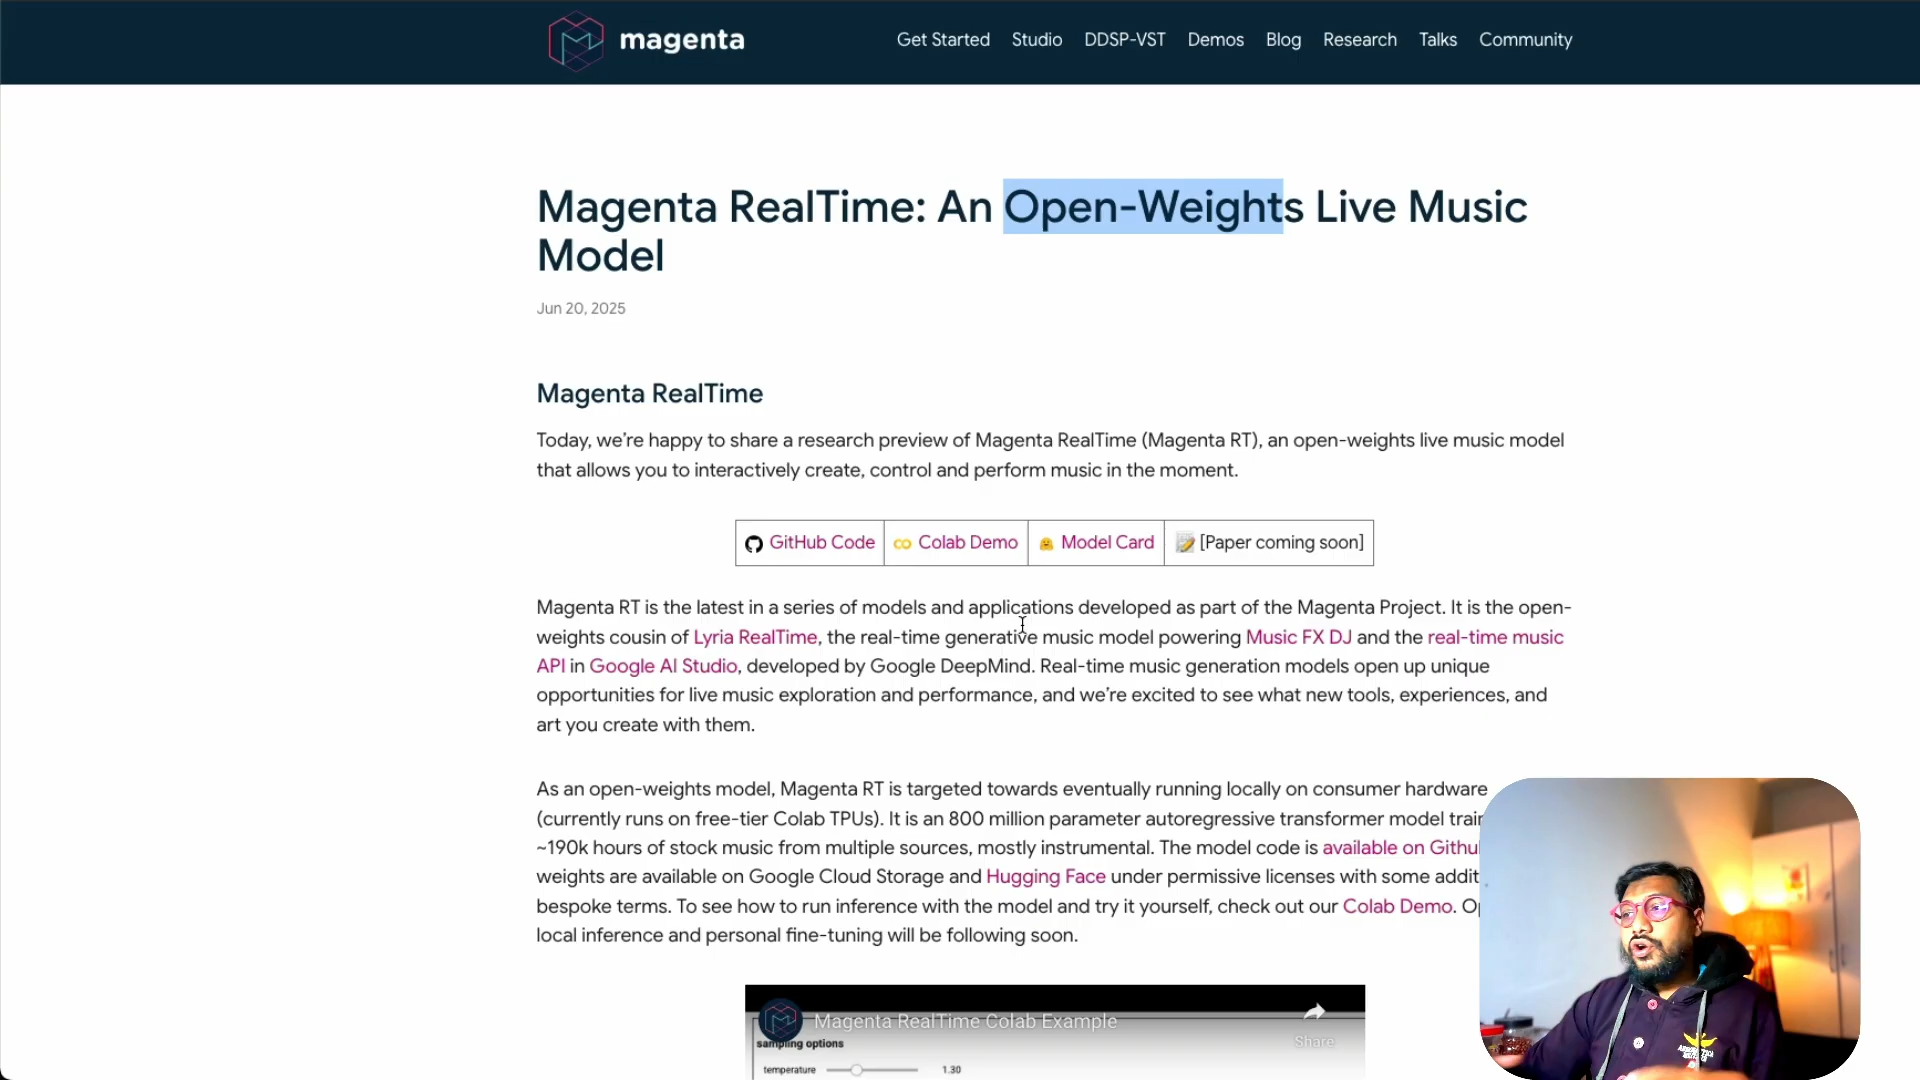 magenta
Get Started Studio DDSP-VST Demos Blog Research Talks Community
Magenta RealTime: An Open-Weights Live Music
Model
Jun 20, 2025
Magenta RealTime
Today, we’re happy to share a research preview of Magenta RealTime (Magenta RT), an open-weights live music model
that allows you to interactively create, control and perform music in the moment.
GitHub Code Colab Demo Model Card [Paper coming soon]
Magenta RT is the latest in a series of models and applications developed as part of the Magenta Project. It is the open-
weights cousin of Lyria RealTime, the real-time generative music model powering Music FX DJ and the real-time music
API in Google AI Studio, developed by Google DeepMind. Real-time music generation models open up unique
opportunities for live music exploration and performance, and we’re excited to see what new tools, experiences, and
art you create with them.
As an open-weights model, Magenta RT is targeted towards eventually running locally on consumer hardware
(currently runs on free-tier Colab TPUs). It is an 800 million parameter autoregressive transformer model
~190k hours of stock music from multiple sources, mostly instrumental. The model code is available on
weights are available on Google Cloud Storage and Hugging Face under permissive licenses with some
bespoke terms. To see how to run inference with the model and try it yourself, check out our Colab Demo.
local inference and personal fine-tuning will be following soon.
Magenta RealTime Colab Example
Share
sampling options
temperature 1.30